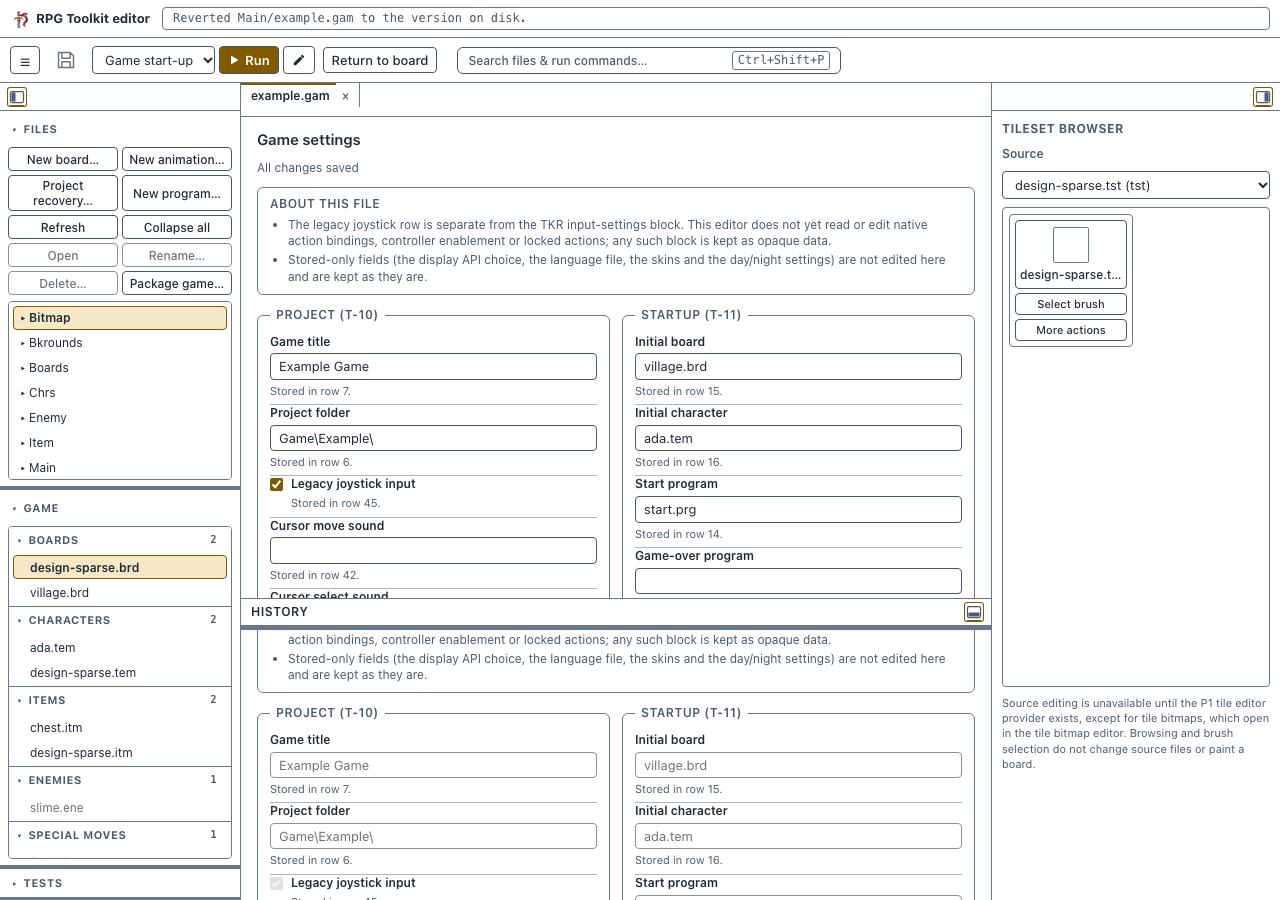 RPG Toolkit editor
Reverted Main/example.gam to the version on disk.
Game start-up
Run
Return to board
Search files & run commands...
Ctrl+Shift+P
FILES
New board...
New animation...
Project recovery...
New program...
Refresh
Collapse all
Open
Rename...
Delete...
Package game...
Bitmap
Bkrounds
Boards
Chrs
Enemy
Item
Main
GAME
BOARDS 2
design-sparse.brd
village.brd
CHARACTERS 2
ada.tem
design-sparse.tem
ITEMS 2
chest.itm
design-sparse.itm
ENEMIES 1
slime.ene
SPECIAL MOVES 1
TESTS
example.gam ×
Game settings
All changes saved
ABOUT THIS FILE
• The legacy joystick row is separate from the TKR input-settings block. This editor does not yet read or edit native
action bindings, controller enablement or locked actions; any such block is kept as opaque data.
• Stored-only fields (the display API choice, the language file, the skins and the day/night settings) are not edited here
and are kept as they are.
PROJECT (T-10)
Game title
Example Game
Stored in row 7.
Project folder
Game\Example\
Stored in row 6.
Legacy joystick input
Stored in row 45.
Cursor move sound
Stored in row 42.
Cursor select sound
STARTUP (T-11)
Initial board
village.brd
Stored in row 15.
Initial character
ada.tem
Stored in row 16.
Start program
start.prg
Stored in row 14.
Game-over program
HISTORY
action bindings, controller enablement or locked actions; any such block is kept as opaque data.
• Stored-only fields (the display API choice, the language file, the skins and the day/night settings) are not edited here
and are kept as they are.
PROJECT (T-10)
Game title
Example Game
Stored in row 7.
Project folder
Game\Example\
Stored in row 6.
Legacy joystick input
STARTUP (T-11)
Initial board
village.brd
Stored in row 15.
Initial character
ada.tem
Stored in row 16.
Start program
TILESET BROWSER
Source
design-sparse.tst (tst)
design-sparse.t...
Select brush
More actions
Source editing is unavailable until the P1 tile editor
provider exists, except for tile bitmaps, which open
in the tile bitmap editor. Browsing and brush
selection do not change source files or paint a
board.